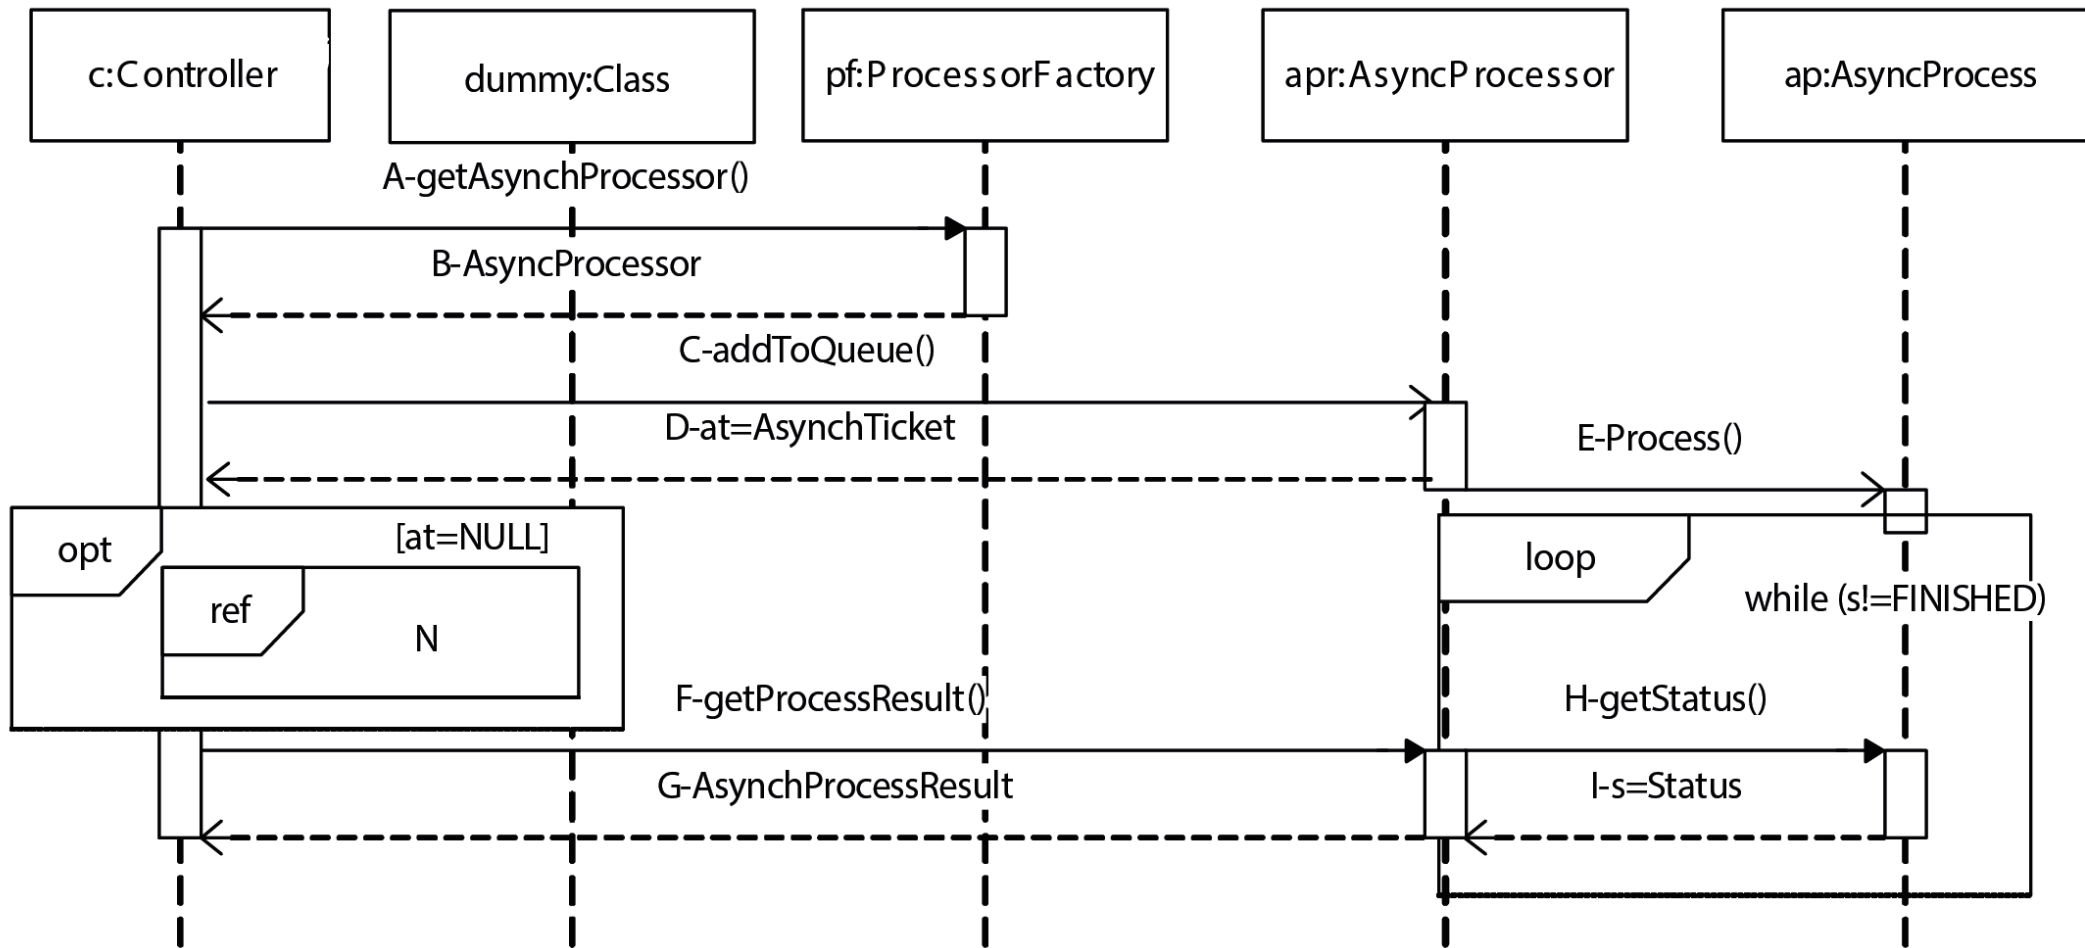 c:Controller
dummy:Class
pf:ProcessorFactory
apr:AsyncProcessor
ap:AsyncProcess
A-getAsynchProcessor()
B-AsyncProcessor
C-addToQueue()
D-at=AsynchTicket
E-Process()
opt
[at=NULL]
ref
N
loop
while (s!=FINISHED)
F-getProcessResult()
H-getStatus()
G-AsynchProcessResult
I-s=Status